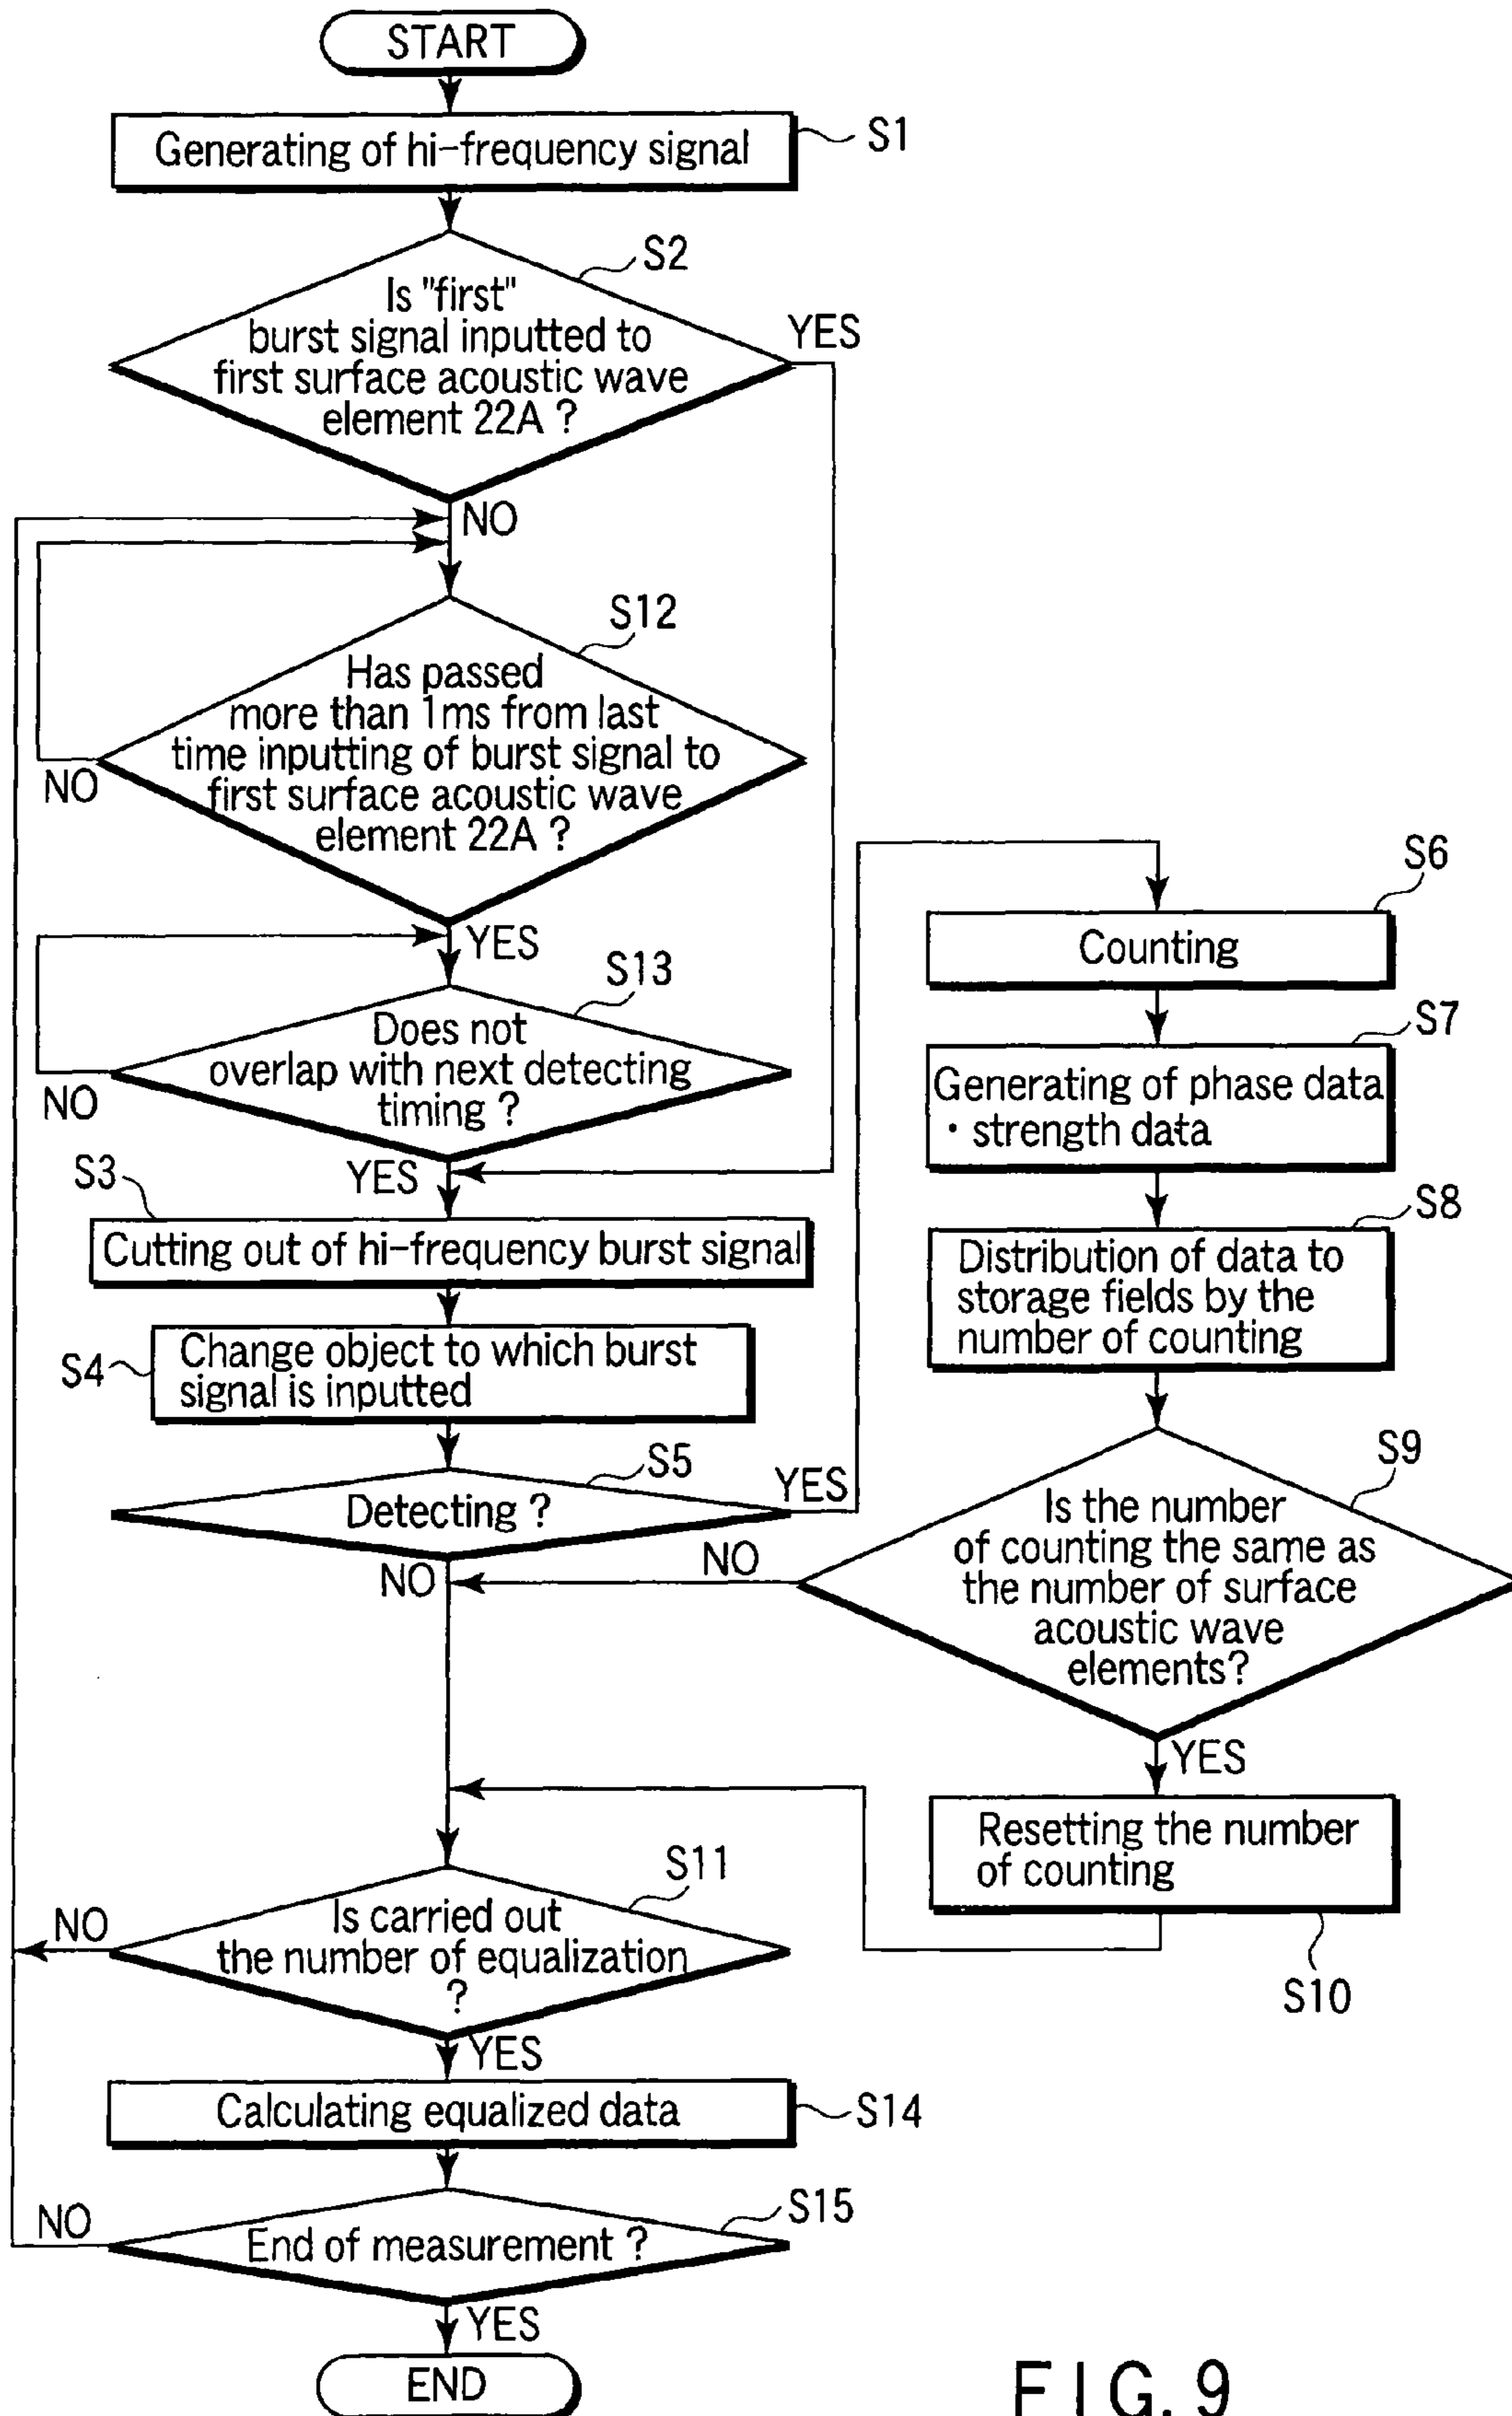 START
Generating of hi-frequency signal
S1
S2
Is "first"
burst signal inputted to
first surface acoustic wave
element 22A ?
YES
NO
S12
Has passed
more than 1ms from last
time inputting of burst signal to
first surface acoustic wave
element 22A ?
NO
YES
S13
Does not
overlap with next detecting
timing ?
NO
YES
S3
Cutting out of hi-frequency burst signal
S4
Change object to which burst
signal is inputted
S5
Detecting ?
YES
NO
S6
Counting
S7
Generating of phase data
・ strength data
S8
Distribution of data to
storage fields by the
number of counting
S9
Is the number
of counting the same as
the number of surface
acoustic wave
elements?
NO
YES
Resetting the number
of counting
S10
S11
Is carried out
the number of equalization
?
NO
YES
Calculating equalized data
S14
S15
End of measurement ?
NO
YES
END
FIG. 9